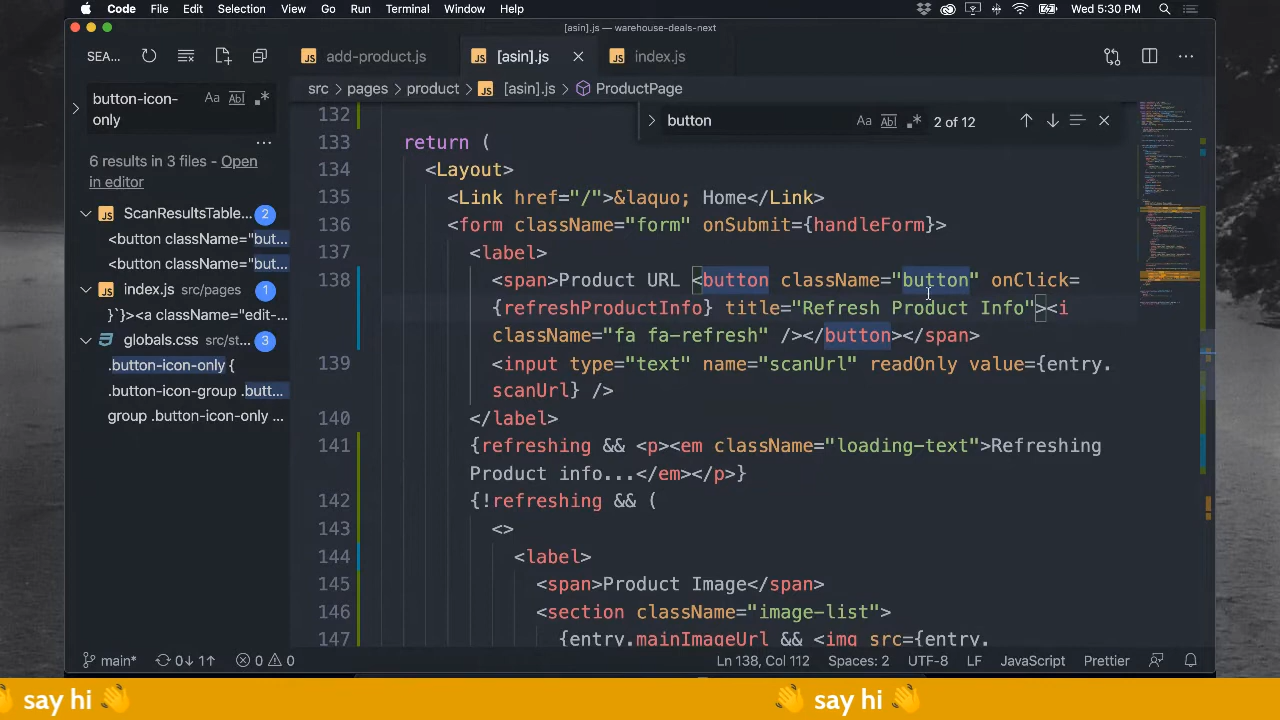 Code File Edit Selection View Go Run Terminal Window Help Wed 5:30 PM
[asin].js — warehouse-deals-next
SEA... JS add-product.js JS [asin].js JS index.js
src > pages > product > JS [asin].js > ProductPage
button-icon-only Aa Ab
button Aa Ab 2 of 12
6 results in 3 files - Open in editor
ScanResultsTable... 2
<button className="but...
<button className="but...
JS index.js src/pages 1
}`}><a className="edit-...
globals.css src/st... 3
.button-icon-only {
.button-icon-group .butt...
group .button-icon-only ...
132
133 return (
134 <Layout>
135 <Link href="/">&laquo; Home</Link>
136 <form className="form" onSubmit={handleForm}>
137 <label>
138 <span>Product URL <button className="button" onClick=
{refreshProductInfo} title="Refresh Product Info"><i
className="fa fa-refresh" /></button></span>
139 <input type="text" name="scanUrl" readOnly value={entry.
scanUrl} />
140 </label>
141 {refreshing && <p><em className="loading-text">Refreshing
Product info...</em></p>}
142 {!refreshing && (
143 <>
144 <label>
145 <span>Product Image</span>
146 <section className="image-list">
147 {entry.mainImageUrl && <img src={entry.
main* 0↓ 1↑ 0 0 Ln 138, Col 112 Spaces: 2 UTF-8 LF JavaScript Prettier
say hi 👋 👋 say hi 👋